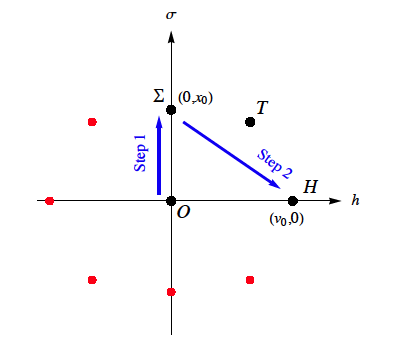 σ
Σ (0,x₀)
T
Step 1
Step 2
H
h
O
(v₀,0)